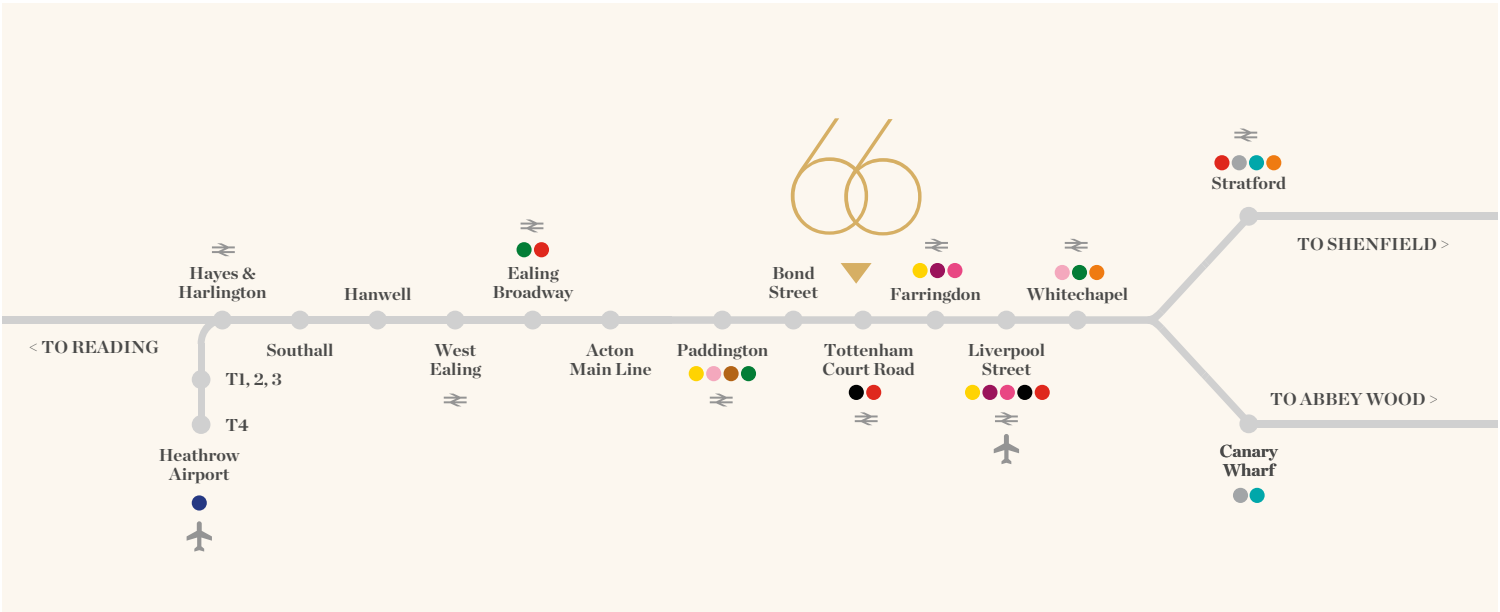 66
Stratford
TO SHENFIELD >
Hayes &
Harlington
Hanwell
Ealing
Broadway
Bond
Street
Farringdon
Whitechapel
< TO READING
Southall
West
Ealing
Acton
Main Line
Paddington
Tottenham
Court Road
Liverpool
Street
T1, 2, 3
T4
Heathrow
Airport
TO ABBEY WOOD >
Canary
Wharf